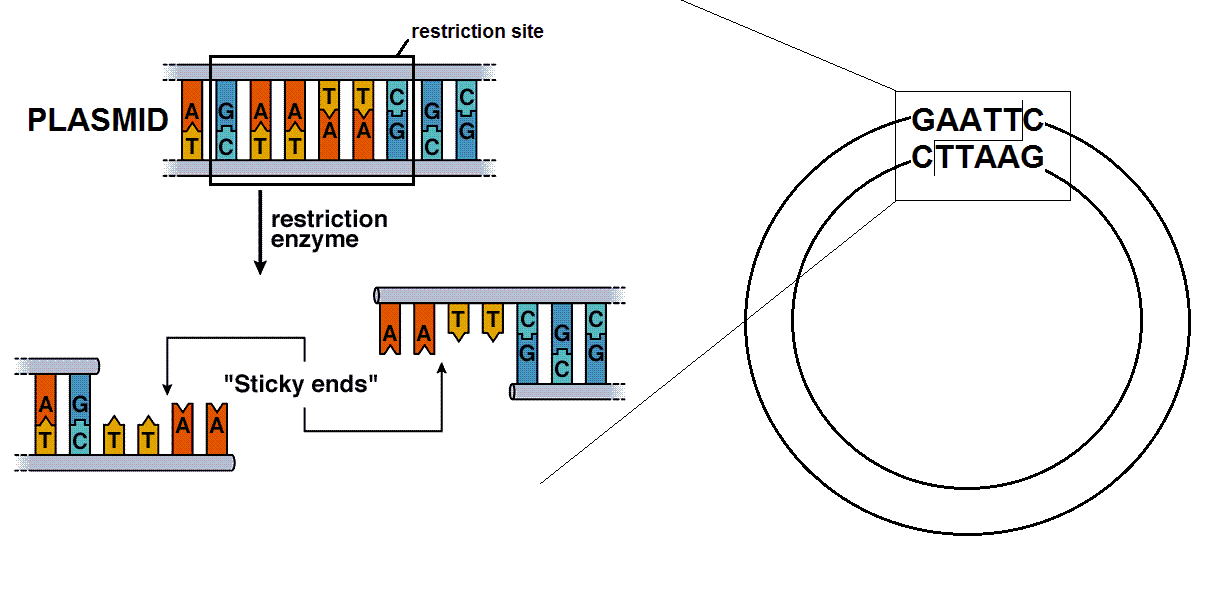 restriction site
PLASMID
A G A A T T C G C
T C T T A A G C G
restriction
enzyme
A A T T C G C
G C G
"Sticky ends"
A G
T C T T A A
GAATTC
CTTAAG